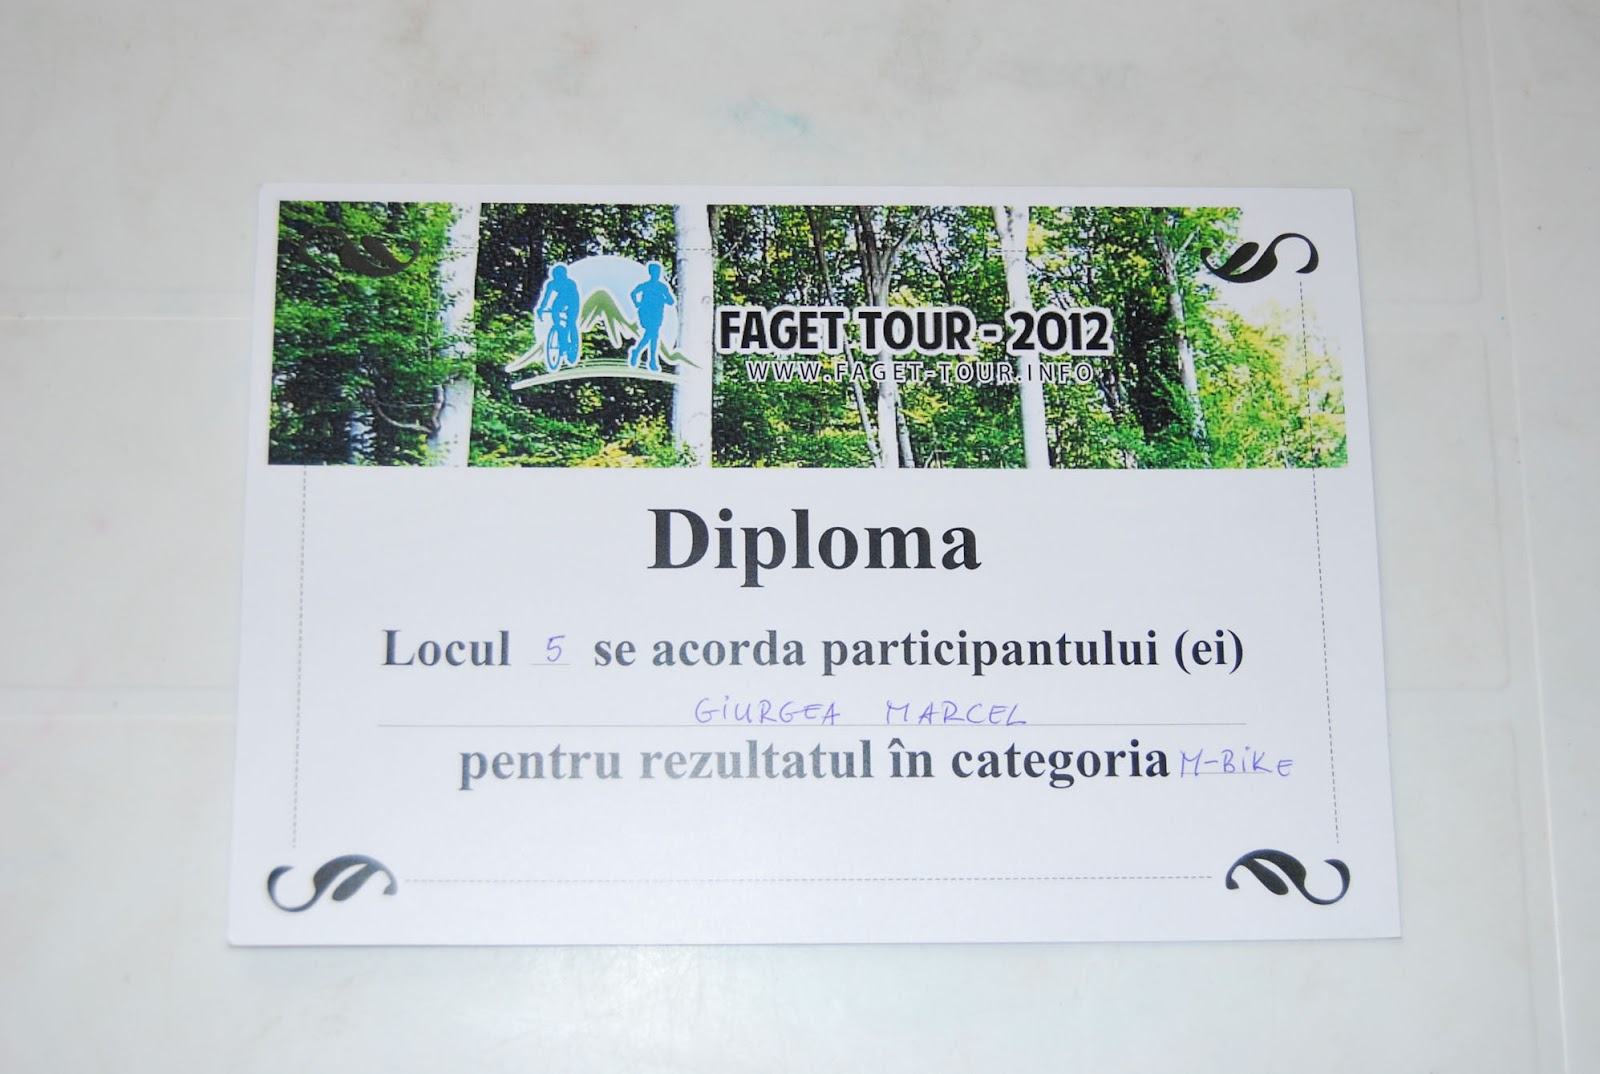 FAGET TOUR - 2012
WWW.FAGET-TOUR.INFO
Diploma
Locul 5 se acorda participantului (ei)
GIURGEA MARCEL
pentru rezultatul în categoria M-BIKE